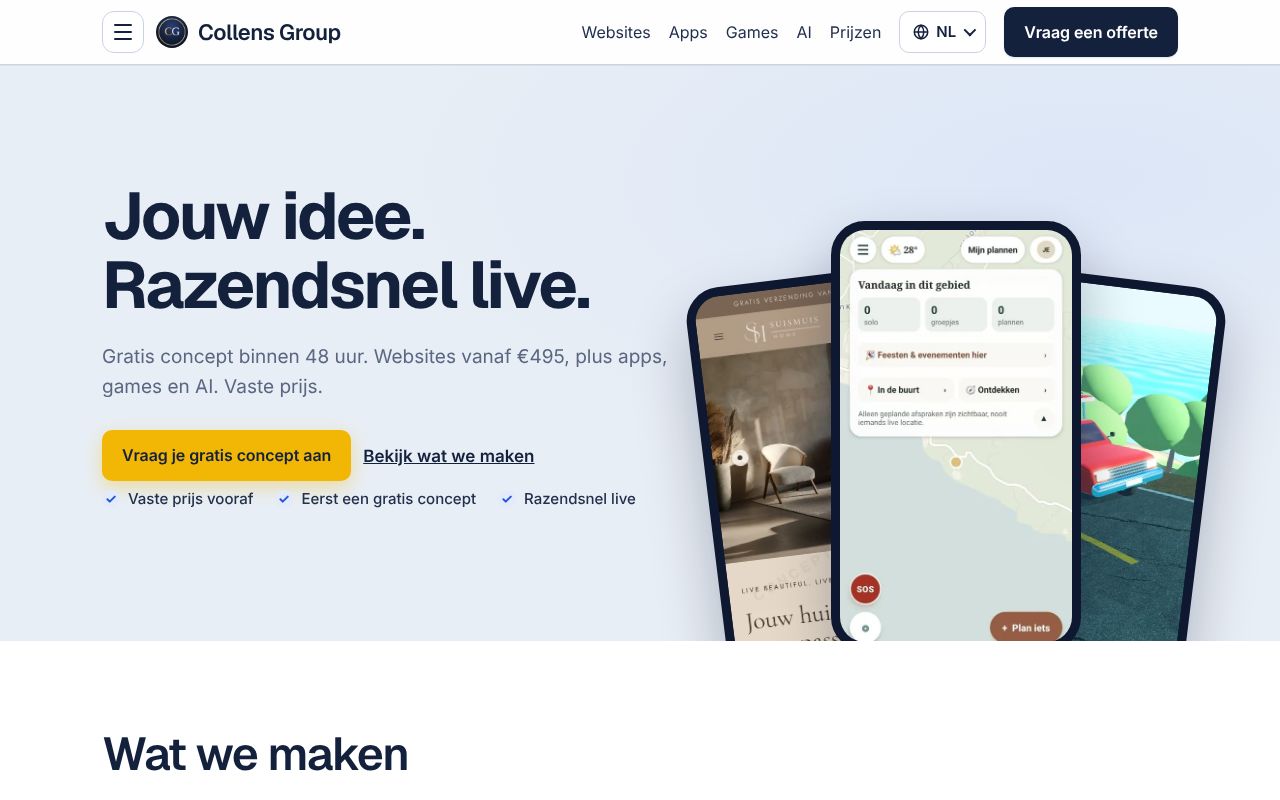 CG Collens Group
Websites Apps Games AI Prijzen NL Vraag een offerte
Jouw idee.
Razendsnel live.
Gratis concept binnen 48 uur. Websites vanaf €495, plus apps,
games en AI. Vaste prijs.
Vraag je gratis concept aan Bekijk wat we maken
Vaste prijs vooraf Eerst een gratis concept Razendsnel live
GRATIS VERZENDING VAN
SH SUISMUIS
HOME
LIVE BEAUTIFUL. LIV
Jouw hui
28° Mijn plannen JE
Vandaag in dit gebied
0 0 0
solo groepjes plannen
Feesten & evenementen hier ›
In de buurt › Ontdekken ›
Alleen geplande afspraken zijn zichtbaar, nooit
iemands live locatie.
SOS
+ Plan iets
Wat we maken